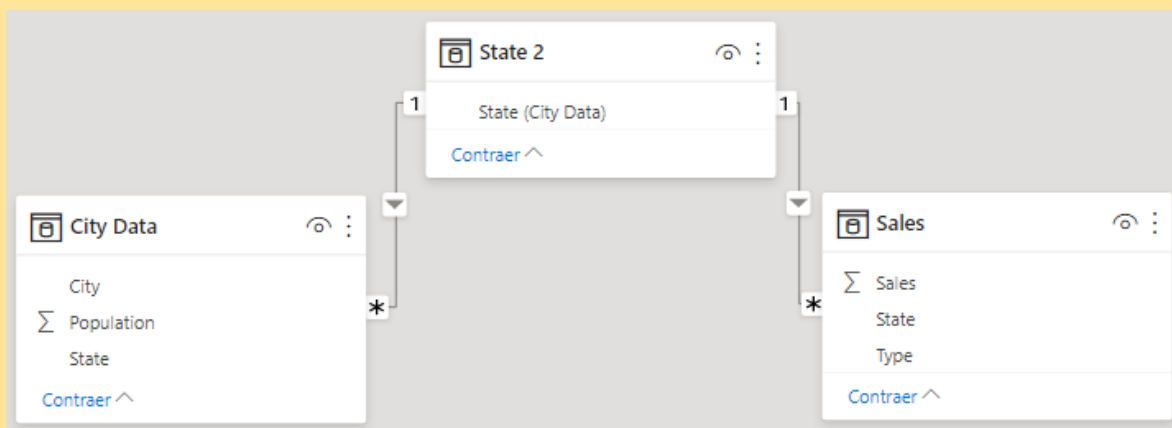 State 2
1
1
State (City Data)
Contraer
City Data
City
Σ Population
State
Contraer
*
Sales
Σ Sales
State
Type
Contraer
*